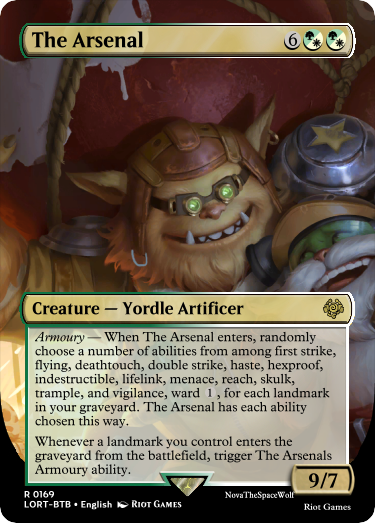 The Arsenal 6
Creature — Yordle Artificer
Armoury — When The Arsenal enters, randomly
choose a number of abilities from among first strike,
flying, deathtouch, double strike, haste, hexproof,
indestructible, lifelink, menace, reach, skulk,
trample, and vigilance, ward 1, for each landmark
in your graveyard. The Arsenal has each ability
chosen this way.
Whenever a landmark you control enters the
graveyard from the battlefield, trigger The Arsenals
Armoury ability.
9/7
R 0169 NovaTheSpaceWolf
LORT-BTB • English RIOT GAMES Riot Games